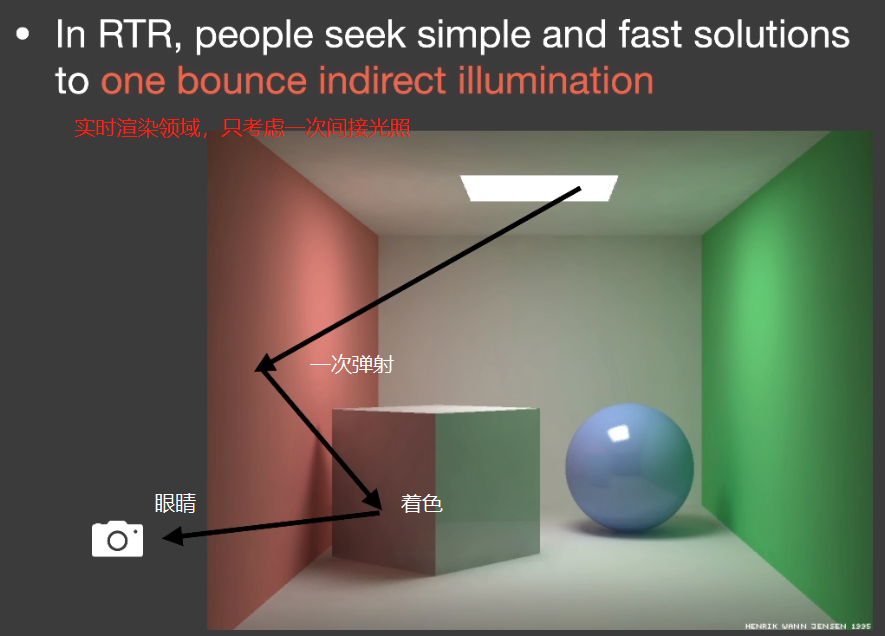 • In RTR, people seek simple and fast solutions
to one bounce indirect illumination
实时渲染领域，只考虑一次间接光照
一次弹射
眼睛
着色
HENRIK WANN JENSEN 1995